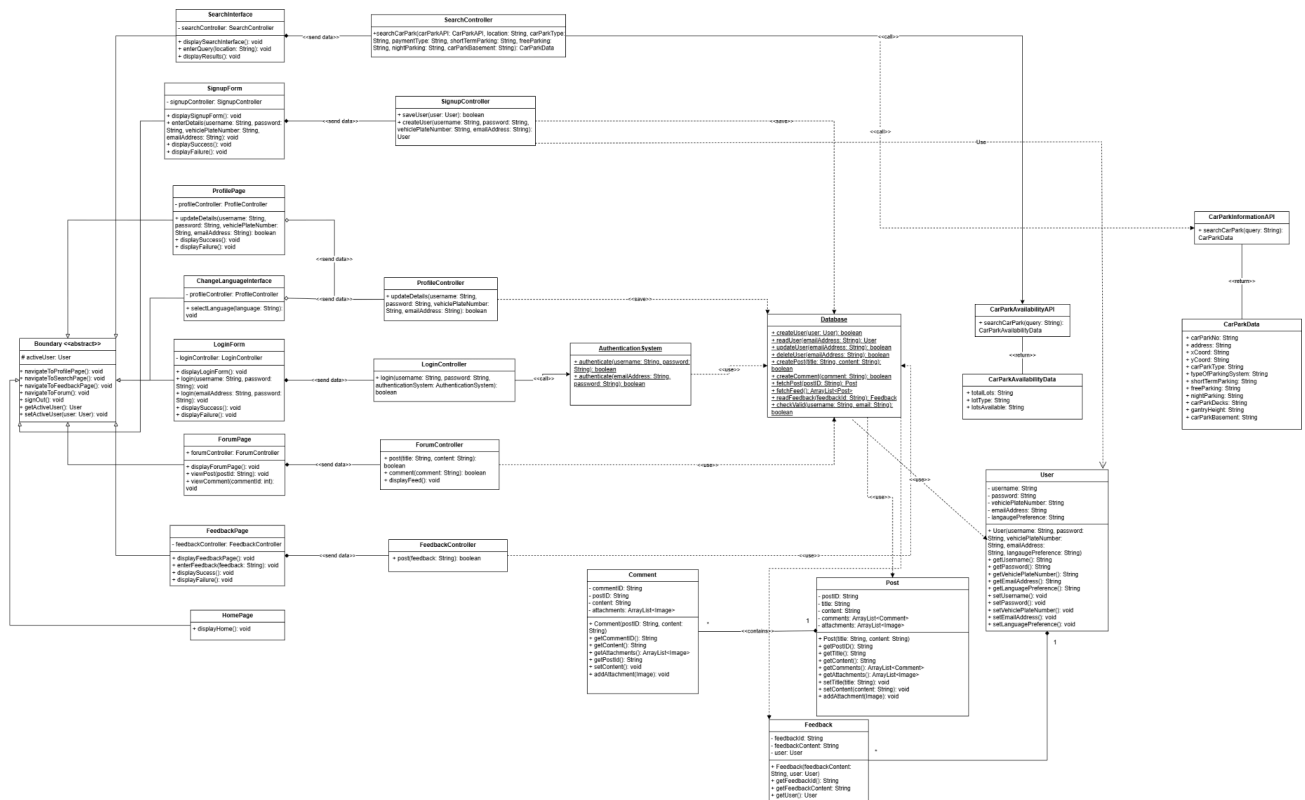 SearchInterface
- searchController: SearchController
+ displaySearchInterface(): void
+ enterQuery(location: String): void
+ displayResults(): void
<<send data>>
SearchController
+searchCarPark(carParkAPI: CarParkAPI, location: String, carParkType:
String, paymentType: String, shortTermParking: String, freeParking:
String, nightParking: String, carParkBasement: String): CarParkData
<<call>>
<<call>>
SignupForm
- signupController: SignupController
+ displaySignupForm(): void
+ enterDetails(username: String, password:
String, vehiclePlateNumber: String,
emailAddress: String): void
+ displaySuccess(): void
+ displayFailure(): void
<<send data>>
SignupController
+ saveUser(user: User): boolean
+ createUser(username: String, password: String,
vehiclePlateNumber: String, emailAddress: String):
User
<<save>>
Use
ProfilePage
- profileController: ProfileController
+ updateDetails(username: String,
password: String, vehiclePlateNumber:
String, emailAddress: String): boolean
+ displaySuccess(): void
+ displayFailure(): void
<<send data>>
ChangeLanguageInterface
- profileController: ProfileController
+ selectLanguage(language: String):
void
<<send data>>
ProfileController
+ updateDetails(username: String,
password: String, vehiclePlateNumber:
String, emailAddress: String): boolean
<<save>>
CarParkInformationAPI
+ searchCarPark(query: String):
CarParkData
<<return>>
CarParkAvailabilityAPI
+ searchCarPark(query: String):
CarParkAvailabilityData
<<return>>
CarParkAvailabilityData
+ totalLots: String
+ lotType: String
+ lotsAvailable: String
CarParkData
+ carParkNo: String
+ address: String
+ xCoord: String
+ yCoord: String
+ carParkType: String
+ typeOfParkingSystem: String
+ shortTermParking: String
+ freeParking: String
+ nightParking: String
+ carParkDecks: String
+ gantryHeight: String
+ carParkBasement: String
Boundary <<abstract>>
# activeUser: User
+ navigateToProfilePage(): void
+ navigateToSearchPage(): void
+ navigateToFeedbackPage(): void
+ navigateToForum(): void
+ signOut(): void
+ getActiveUser(): User
+ setActiveUser(user: User): void
LoginForm
- loginController: LoginController
+ displayLoginForm(): void
+ login(username: String, password:
String): void
+ login(emailAddress: String, password:
String): void
+ displaySuccess(): void
+ displayFailure(): void
<<send data>>
LoginController
+ login(username: String, password: String,
authenticationSystem: AuthenticationSystem):
boolean
<<call>>
AuthenticationSystem
+ authenticate(username: String, password:
String): boolean
+ authenticate(emailAddress: String,
password: String): boolean
<<use>>
Database
+ createUser(user: User): boolean
+ readUser(emailAddress: String): User
+ updateUser(emailAddress: String): boolean
+ deleteUser(emailAddress: String): boolean
+ createPost(title: String, content: String):
boolean
+ createComment(comment: String): boolean
+ fetchPost(postID: String): Post
+ fetchFeed(): ArrayList<Post>
+ readFeedback(feedbackId: String): Feedback
+ checkValid(username: String, email: String):
boolean
ForumPage
+ forumController: ForumController
+ displayForumPage(): void
+ viewPost(postId: String): void
+ viewComment(commentId: int):
void
<<send data>>
ForumController
+ post(title: String, content: String):
boolean
+ comment(comment: String): boolean
+ displayFeed(): void
<<use>>
<<use>>
<<use>>
User
- username: String
- password: String
- vehiclePlateNumber: String
- emailAddress: String
- langaugePreference: String
+ User(username: String, password:
String, vehiclePlateNumber:
String, emailAddress:
String, langaugePreference: String)
+ getUsername(): String
+ getPassword(): String
+ getVehiclePlateNumber(): String
+ getEmailAddress(): String
+ getLanguagePreference(): String
+ setUsername(): void
+ setPassword(): void
+ setVehiclePlateNumber(): void
+ setEmailAddress(): void
+ setLanguagePreference(): void
1
FeedbackPage
- feedbackController: FeedbackController
+ displayFeedbackPage(): void
+ enterFeedback(feedback: String): void
+ displaySucess(): void
+ displayFailure(): void
<<send data>>
FeedbackController
+ post(feedback: String): boolean
<<use>>
HomePage
+ displayHome(): void
Comment
- commentID: String
- postID: String
- content: String
- attachments: ArrayList<Image>
+ Comment(postID: String, content:
String)
+ getCommentID(): String
+ getContent(): String
+ getAttachments(): ArrayList<Image>
+ getPostId(): String
+ setContent(): void
+ addAttachment(Image): void
*
<<contains>>
1
Post
- postID: String
- title: String
- content: String
- comments: ArrayList<Comment>
- attachments: ArrayList<Image>
+ Post(title: String, content: String)
+ getPostID(): String
+ getTitle(): String
+ getContent(): String
+ getComments(): ArrayList<Comment>
+ getAttachments(): ArrayList<Image>
+ setTitle(title: String): void
+ setContent(content: String): void
+ addAttachment(Image): void
Feedback
- feedbackId: String
- feedbackContent: String
- user: User
+ Feedback(feedbackContent:
String, user: User)
+ getFeedbackId(): String
+ getFeedbackContent: String
+ getUser(): User
*